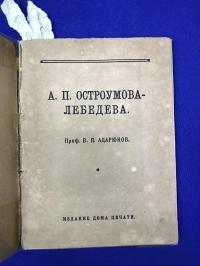 А. П. ОСТРОУМОВА-
ЛЕБЕДЕВА.
Проф. В. Я. АДАРЮКОВ.
ИЗДАНИЕ ДОМА ПЕЧАТИ.